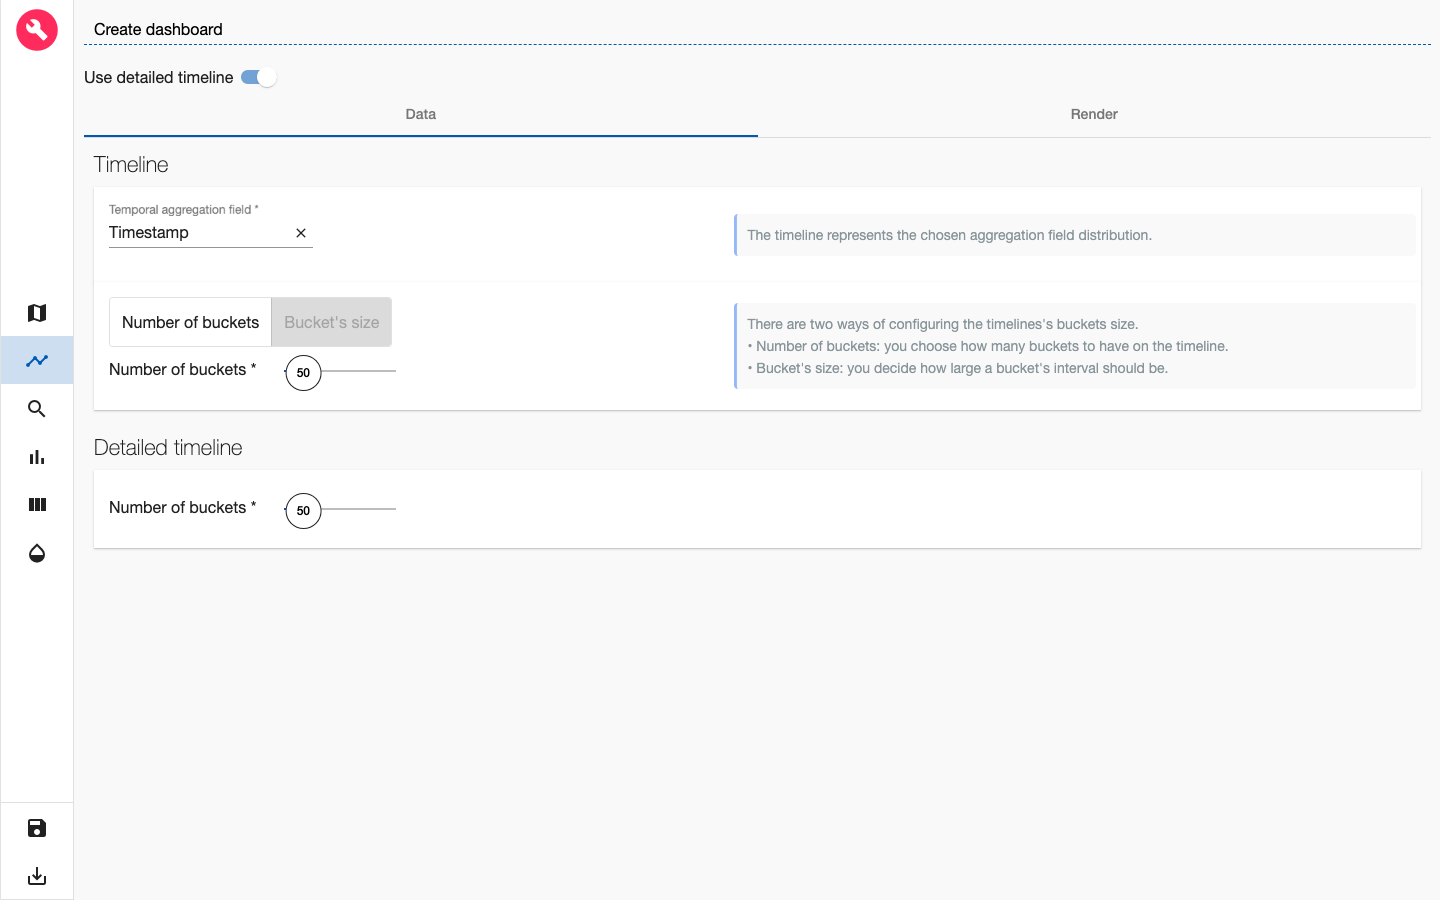 Create dashboard
Use detailed timeline
Data
Render
Timeline
Temporal aggregation field *
Timestamp
The timeline represents the chosen aggregation field distribution.
Number of buckets
Bucket's size
Number of buckets *
50
There are two ways of configuring the timelines's buckets size.
• Number of buckets: you choose how many buckets to have on the timeline.
• Bucket's size: you decide how large a bucket's interval should be.
Detailed timeline
Number of buckets *
50